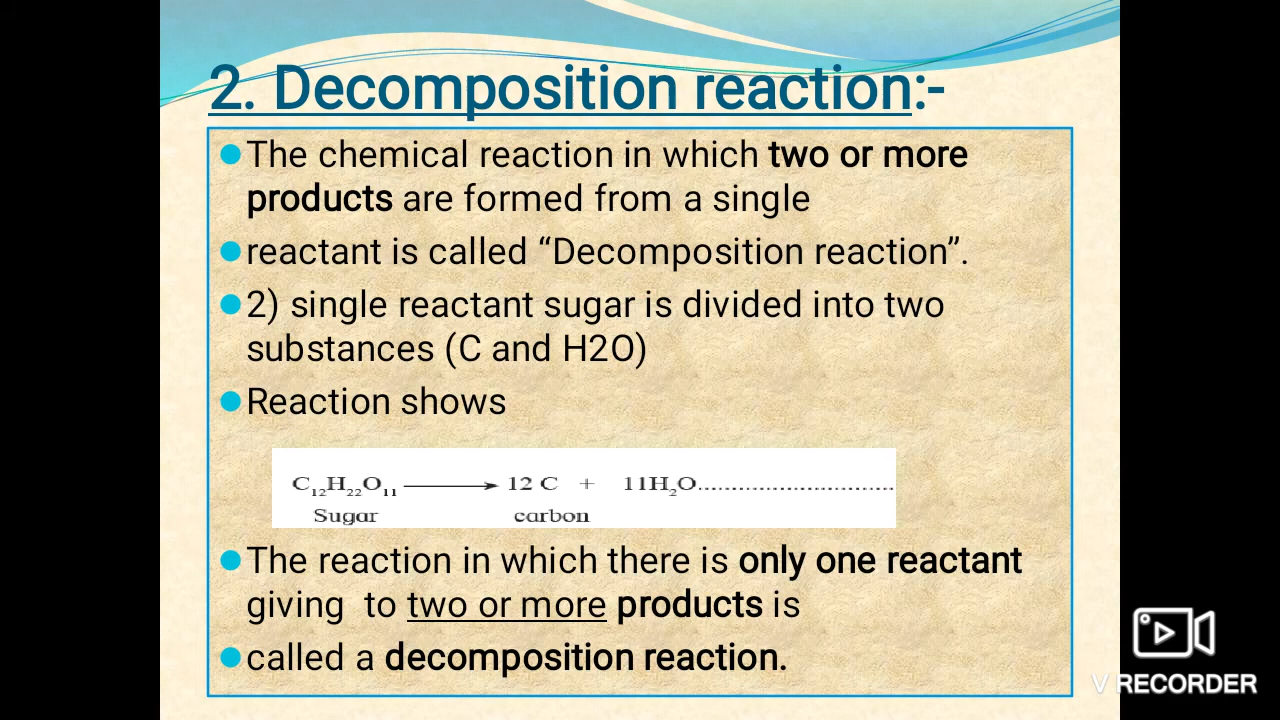 2. Decomposition reaction:-
The chemical reaction in which two or more
products are formed from a single
reactant is called “Decomposition reaction”.
2) single reactant sugar is divided into two
substances (C and H2O)
Reaction shows
C₁₂H₂₂O₁₁ ⟶ 12 C + 11H₂O.............................
Sugar carbon
The reaction in which there is only one reactant
giving to two or more products is
called a decomposition reaction.
V RECORDER